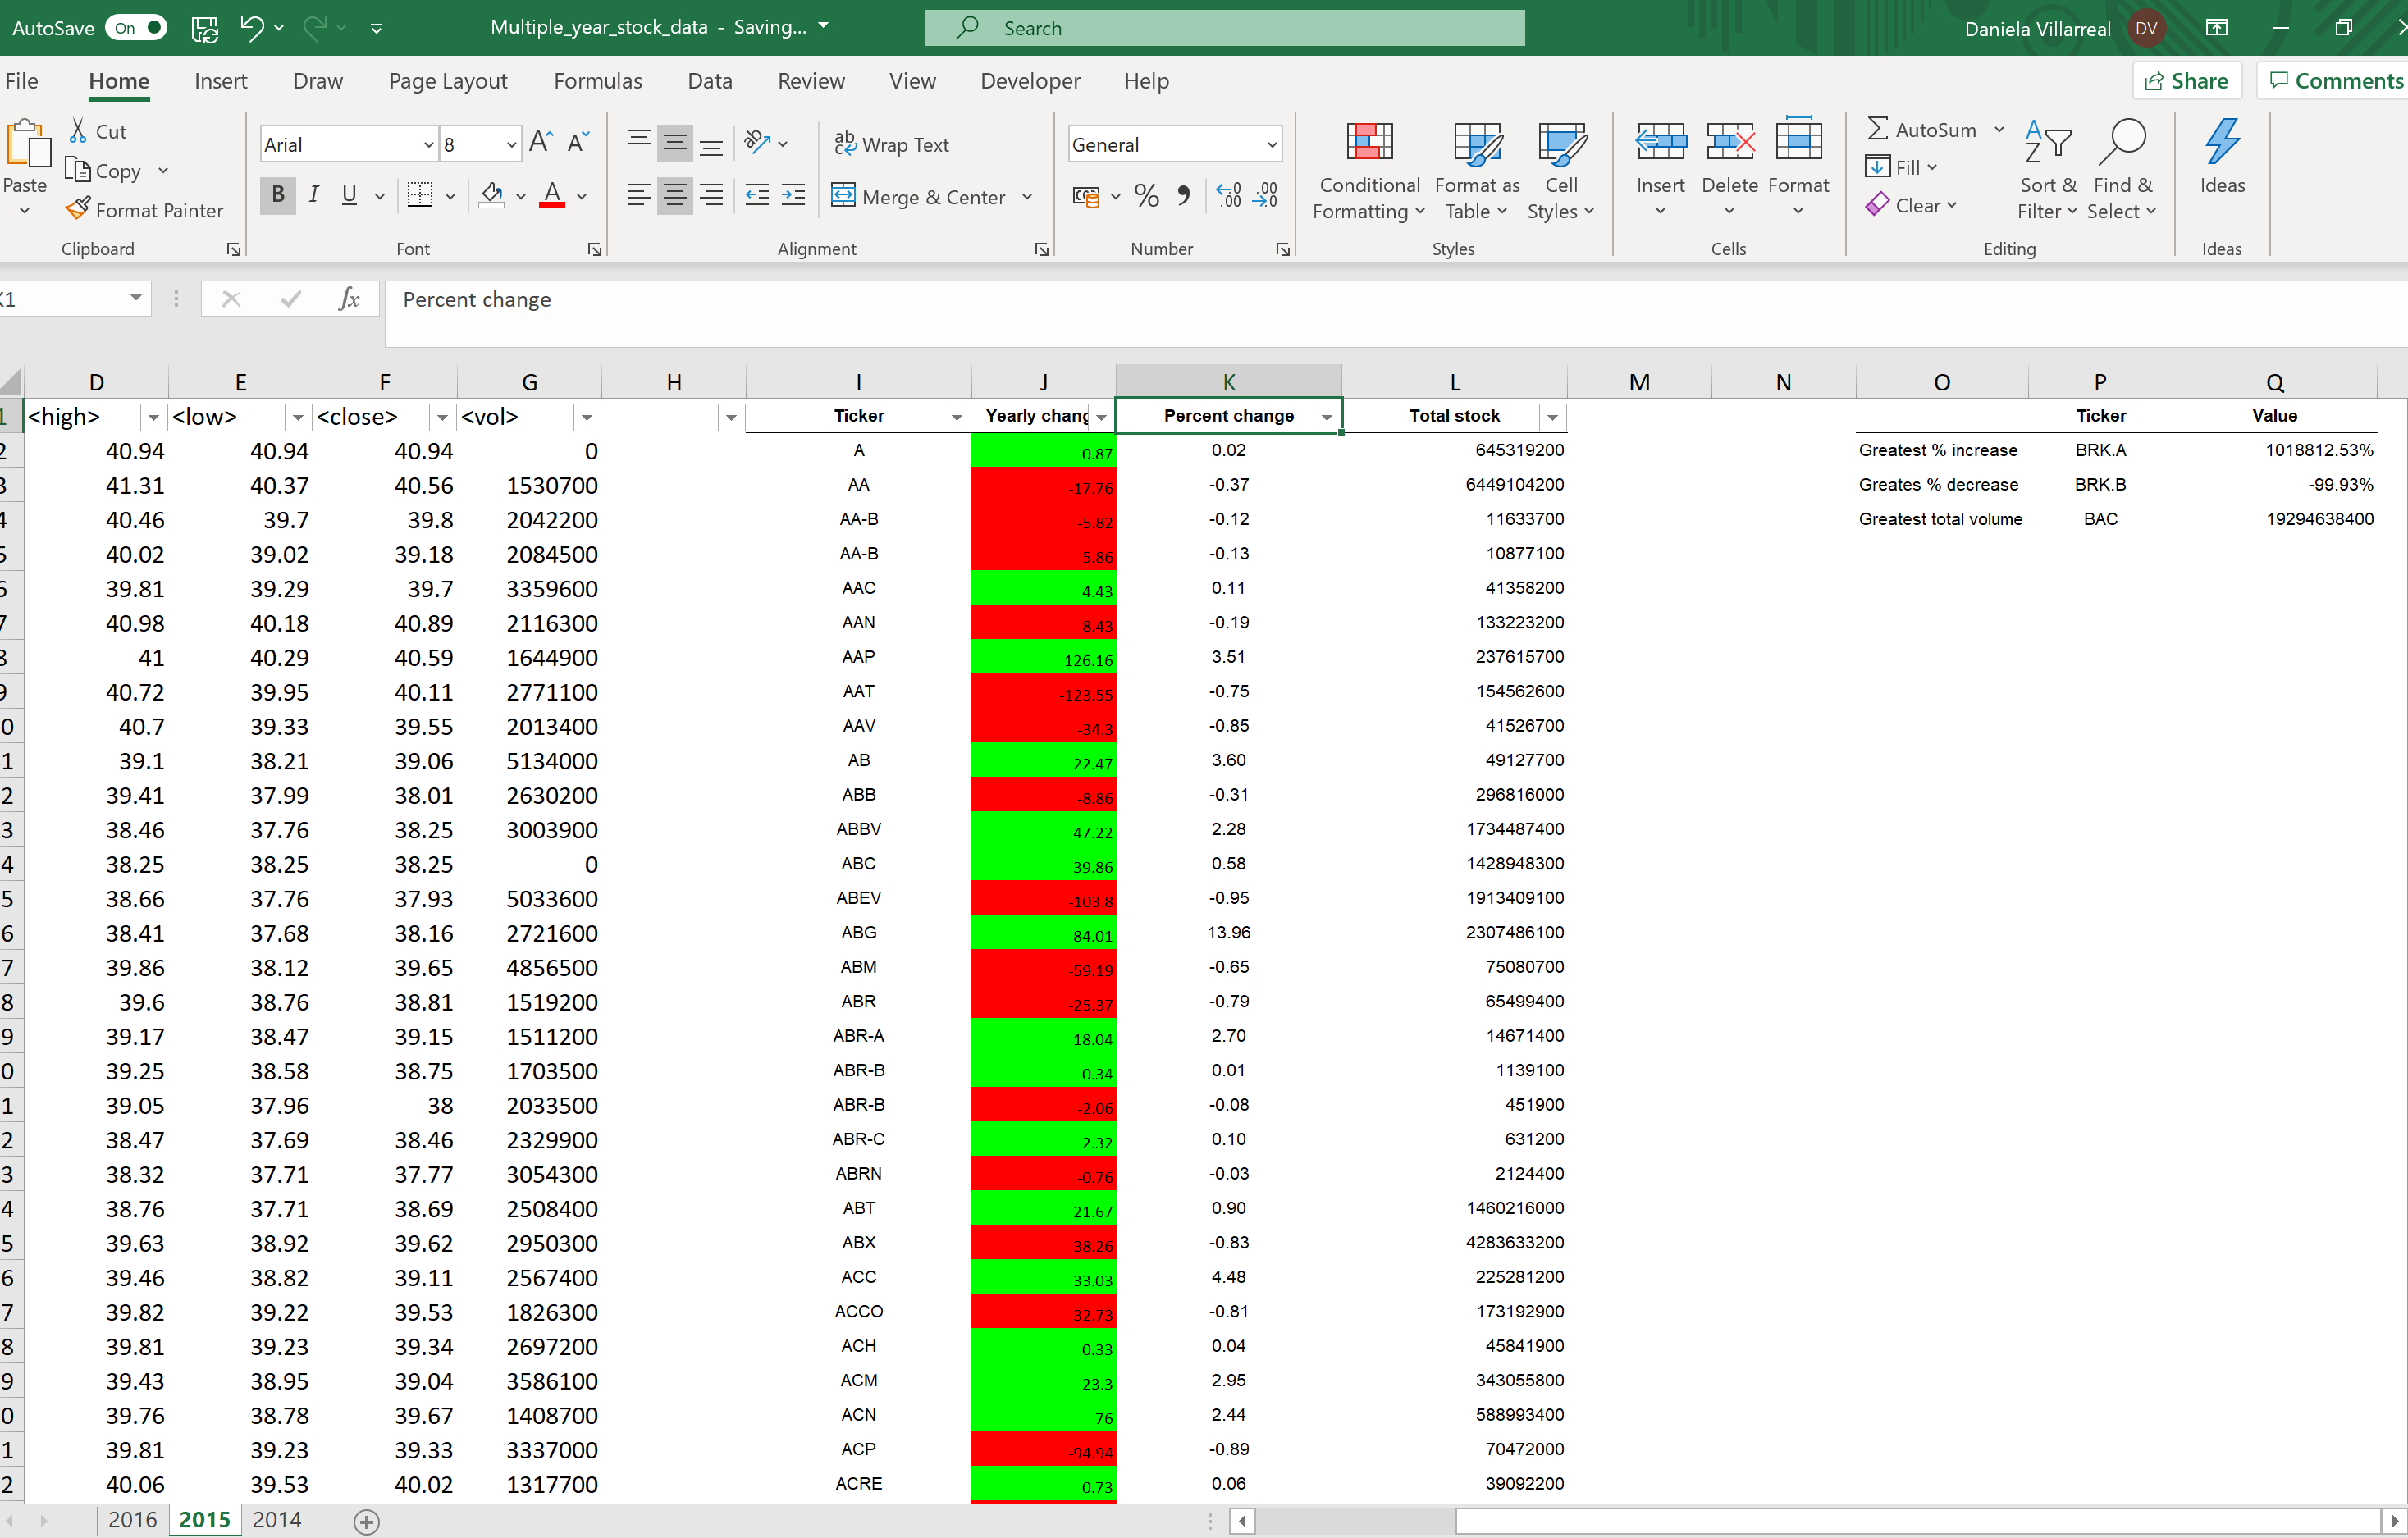 AutoSave On Multiple_year_stock_data - Saving... Search Daniela Villarreal DV
File Home Insert Draw Page Layout Formulas Data Review View Developer Help Share Comments
Paste Cut Copy Format Painter Clipboard
Arial 8 B I U Font
Wrap Text Merge & Center Alignment
General Number
Conditional Formatting Format as Table Cell Styles Styles
Insert Delete Format Cells
AutoSum Fill Clear Sort & Filter Find & Select Editing
Ideas Ideas
fx Percent change
D E F G H I J K L M N O P Q
1 <high> <low> <close> <vol> Ticker Yearly Percent change Total stock Ticker Value
2 40.94 40.94 40.94 0 A 0.87 0.02 645319200 Greatest % increase BRK.A 1018812.53%
3 41.31 40.37 40.56 1530700 AA -17.76 -0.37 6449104200 Greates % decrease BRK.B -99.93%
4 40.46 39.7 39.8 2042200 AA-B -5.82 -0.12 11633700 Greatest total volume BAC 19294638400
5 40.02 39.02 39.18 2084500 AA-B -5.86 -0.13 10877100
6 39.81 39.29 39.7 3359600 AAC 4.43 0.11 41358200
7 40.98 40.18 40.89 2116300 AAN -8.43 -0.19 133223200
8 41 40.29 40.59 1644900 AAP 126.16 3.51 237615700
9 40.72 39.95 40.11 2771100 AAT -123.55 -0.75 154562600
0 40.7 39.33 39.55 2013400 AAV -34.3 -0.85 41526700
1 39.1 38.21 39.06 5134000 AB 22.47 3.60 49127700
2 39.41 37.99 38.01 2630200 ABB -8.86 -0.31 296816000
3 38.46 37.76 38.25 3003900 ABBV 47.22 2.28 1734487400
4 38.25 38.25 38.25 0 ABC 39.86 0.58 1428948300
5 38.66 37.76 37.93 5033600 ABEV -103.8 -0.95 1913409100
6 38.41 37.68 38.16 2721600 ABG 84.01 13.96 2307486100
7 39.86 38.12 39.65 4856500 ABM -59.19 -0.65 75080700
8 39.6 38.76 38.81 1519200 ABR -25.37 -0.79 65499400
9 39.17 38.47 39.15 1511200 ABR-A 18.04 2.70 14671400
0 39.25 38.58 38.75 1703500 ABR-B 0.34 0.01 1139100
1 39.05 37.96 38 2033500 ABR-B -2.06 -0.08 451900
2 38.47 37.69 38.46 2329900 ABR-C 2.32 0.10 631200
3 38.32 37.71 37.77 3054300 ABRN -0.76 -0.03 2124400
4 38.76 37.71 38.69 2508400 ABT 21.67 0.90 1460216000
5 39.63 38.92 39.62 2950300 ABX -38.26 -0.83 4283633200
6 39.46 38.82 39.11 2567400 ACC 33.03 4.48 225281200
7 39.82 39.22 39.53 1826300 ACCO -32.73 -0.81 173192900
8 39.81 39.23 39.34 2697200 ACH 0.33 0.04 45841900
9 39.43 38.95 39.04 3586100 ACM 23.3 2.95 343055800
0 39.76 38.78 39.67 1408700 ACN 76 2.44 588993400
1 39.81 39.23 39.33 3337000 ACP -94.94 -0.89 70472000
2 40.06 39.53 40.02 1317700 ACRE 0.73 0.06 39092200
2016 2015 2014